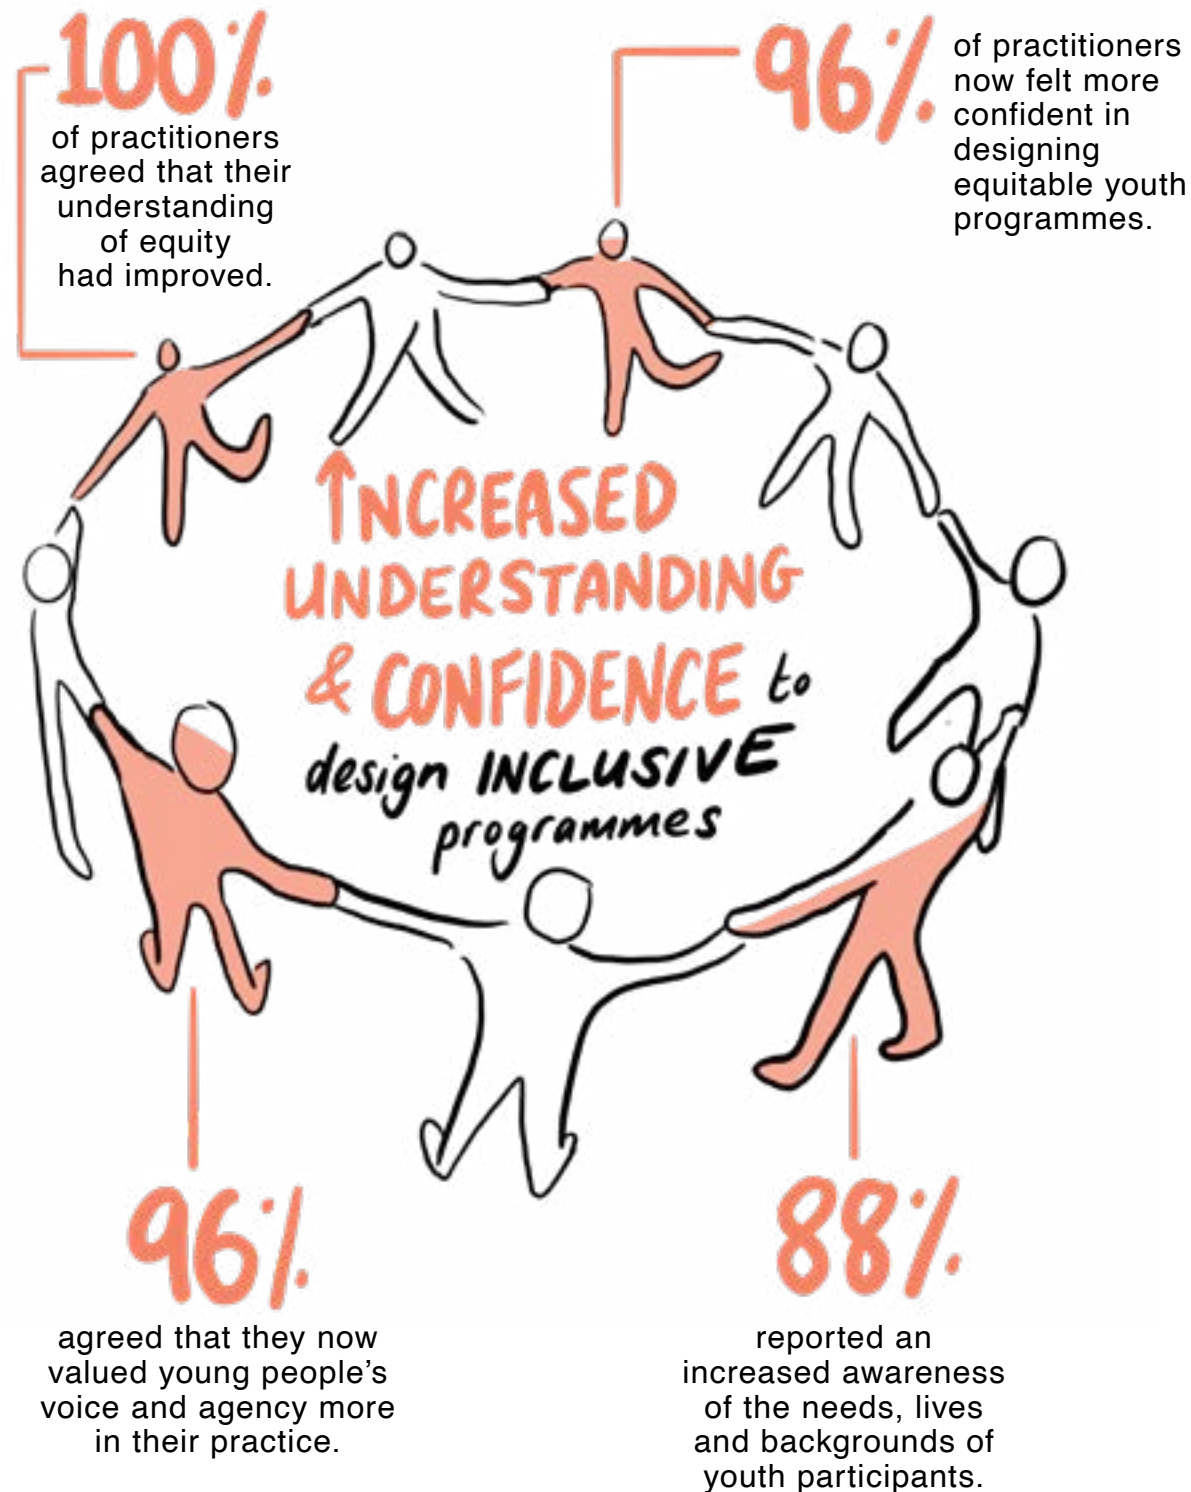 100%
of practitioners
agreed that their
understanding
of equity
had improved.
96%
of practitioners
now felt more
confident in
designing
equitable youth
programmes.
INCREASED
UNDERSTANDING
& CONFIDENCE to
design INCLUSIVE
programmes
96%
agreed that they now
valued young people’s
voice and agency more
in their practice.
88%
reported an
increased awareness
of the needs, lives
and backgrounds of
youth participants.